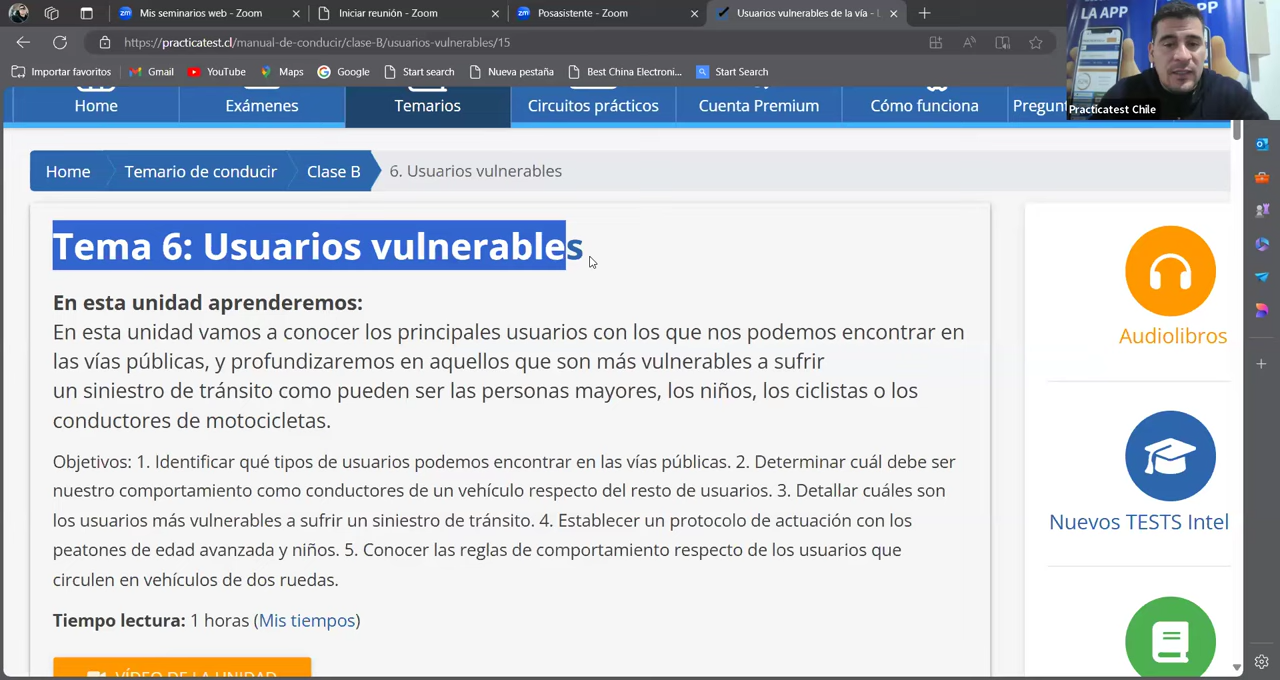 Mis seminarios web - Zoom
Iniciar reunión - Zoom
Posasistente - Zoom
Usuarios vulnerables de la vía - L
https://practicatest.cl/manual-de-conducir/clase-B/usuarios-vulnerables/15
Importar favoritos
Gmail
YouTube
Maps
Google
Start search
Nueva pestaña
Best China Electroni...
Start Search
LA APP
Practicatest Chile
Home
Exámenes
Temarios
Circuitos prácticos
Cuenta Premium
Cómo funciona
Pregunt
Home
Temario de conducir
Clase B
6. Usuarios vulnerables
Tema 6: Usuarios vulnerables
En esta unidad aprenderemos:
En esta unidad vamos a conocer los principales usuarios con los que nos podemos encontrar en
las vías públicas, y profundizaremos en aquellos que son más vulnerables a sufrir
un siniestro de tránsito como pueden ser las personas mayores, los niños, los ciclistas o los
conductores de motocicletas.
Objetivos: 1. Identificar qué tipos de usuarios podemos encontrar en las vías públicas. 2. Determinar cuál debe ser
nuestro comportamiento como conductores de un vehículo respecto del resto de usuarios. 3. Detallar cuáles son
los usuarios más vulnerables a sufrir un siniestro de tránsito. 4. Establecer un protocolo de actuación con los
peatones de edad avanzada y niños. 5. Conocer las reglas de comportamiento respecto de los usuarios que
circulen en vehículos de dos ruedas.
Tiempo lectura: 1 horas (Mis tiempos)
VÍDEO DE LA UNIDAD
Audiolibros
Nuevos TESTS Intel